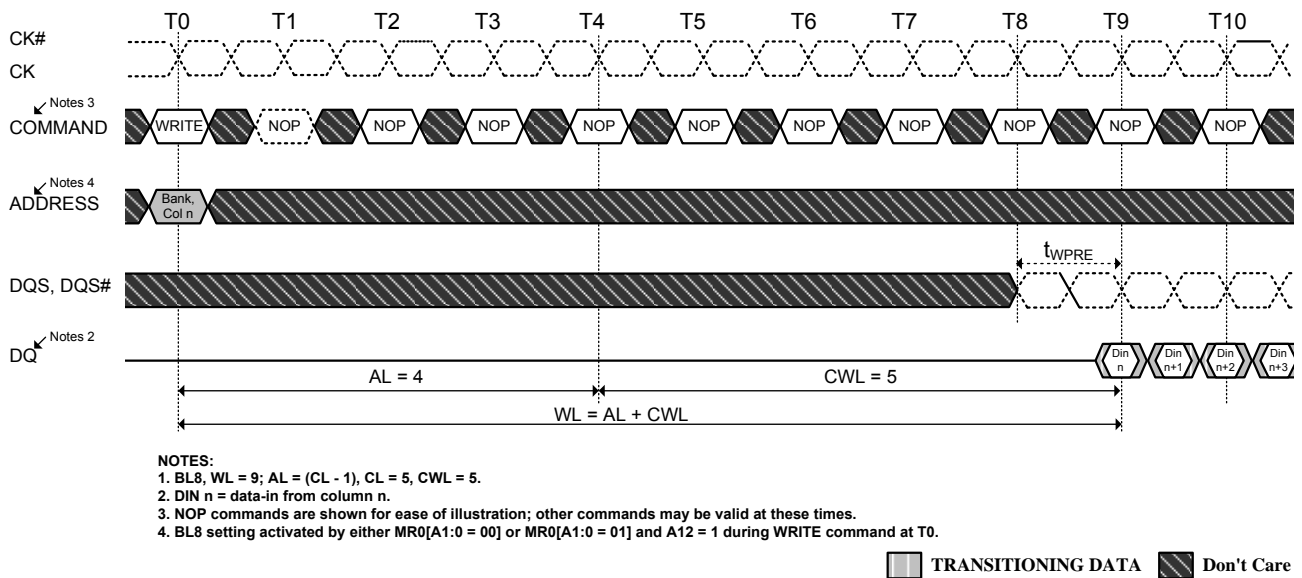 T0 T1 T2 T3 T4 T5 T6 T7 T8 T9 T10
CK#
CK
Notes 3
COMMAND
WRITE NOP NOP NOP NOP NOP NOP NOP NOP NOP NOP
Notes 4
ADDRESS
Bank,
Col n
tWPRE
DQS, DQS#
Notes 2
DQ
Din
n
Din
n+1
Din
n+2
Din
n+3
AL = 4
CWL = 5
WL = AL + CWL
NOTES:
1. BL8, WL = 9; AL = (CL - 1), CL = 5, CWL = 5.
2. DIN n = data-in from column n.
3. NOP commands are shown for ease of illustration; other commands may be valid at these times.
4. BL8 setting activated by either MR0[A1:0 = 00] or MR0[A1:0 = 01] and A12 = 1 during WRITE command at T0.
TRANSITIONING DATA
Don't Care